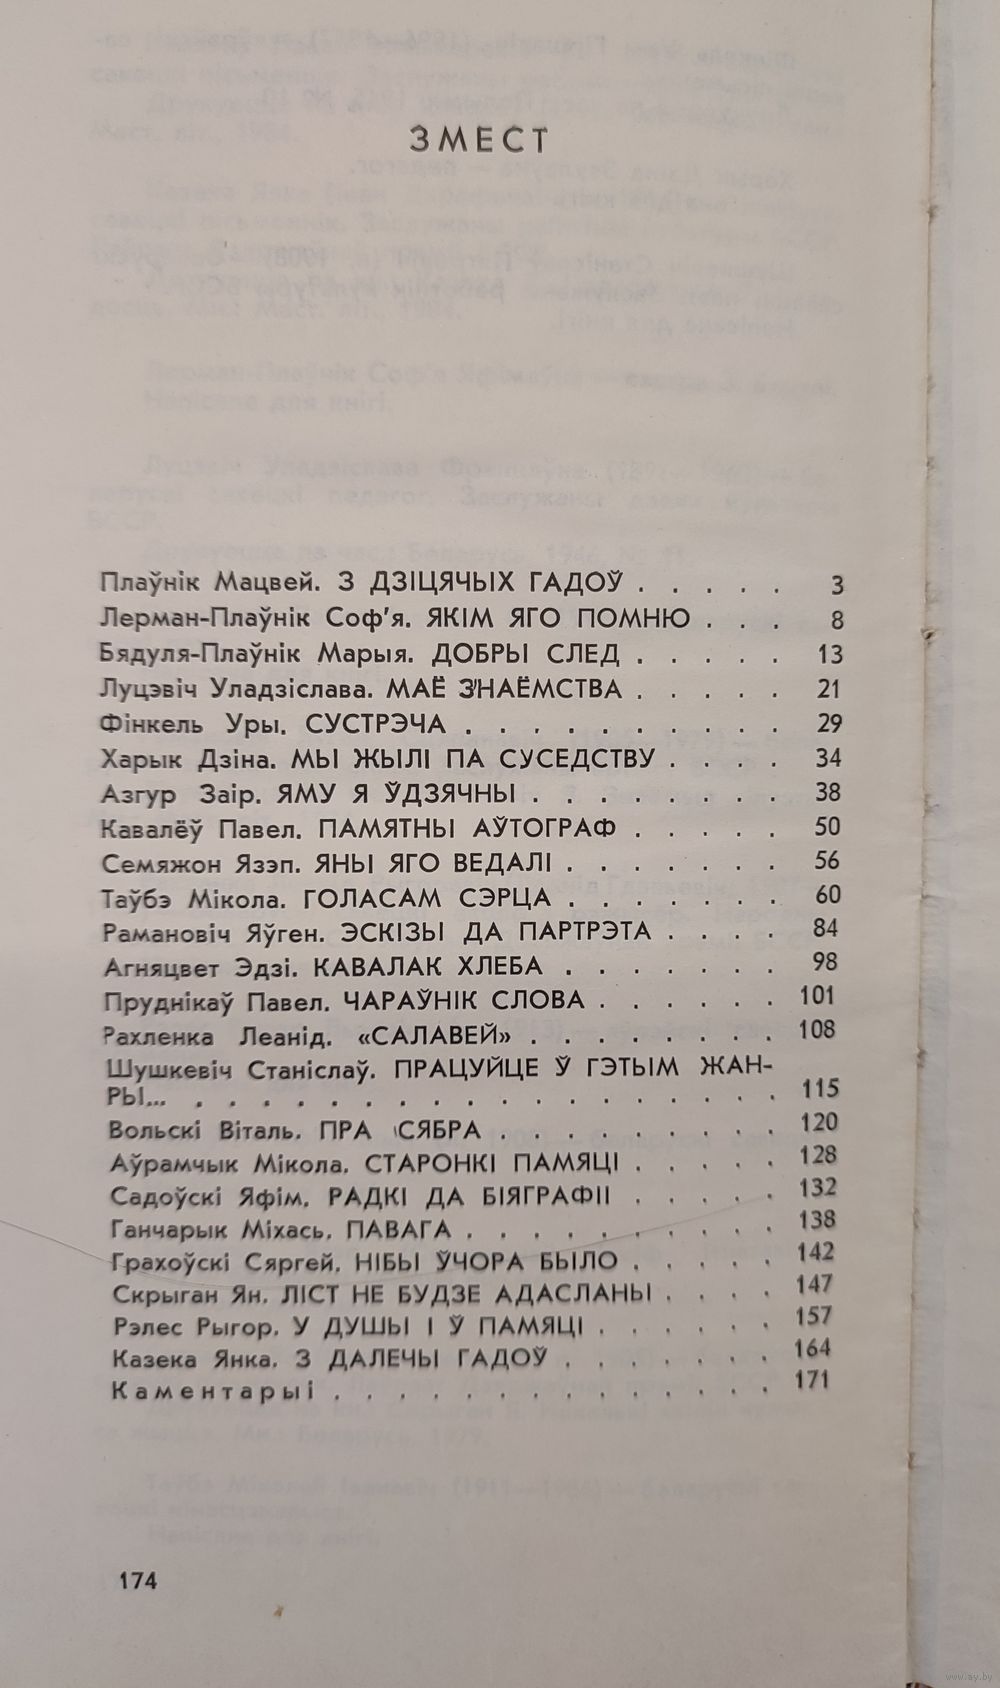 ЗМЕСТ
Плаўнік Мацвей. З ДЗІЦЯЧЫХ ГАДОЎ . . . . . 3
Лерман-Плаўнік Соф'я. ЯКІМ ЯГО ПОМНЮ . . . 8
Бядуля-Плаўнік Марыя. ДОБРЫ СЛЕД . . . . . 13
Луцэвіч Уладзіслава. МАЁ ЗНАЁМСТВА . . . . . 21
Фінкель Уры. СУСТРЭЧА . . . . . . . . . . 29
Харык Дзіна. МЫ ЖЫЛІ ПА СУСЕДСТВУ . . . . 34
Азгур Заір. ЯМУ Я ЎДЗЯЧНЫ . . . . . . . . 38
Кавалёў Павел. ПАМЯТНЫ АЎТОГРАФ . . . . . 50
Семяжон Язэп. ЯНЫ ЯГО ВЕДАЛІ . . . . . . . 56
Таўбэ Мікола. ГОЛАСАМ СЭРЦА . . . . . . . 60
Рамановіч Яўген. ЭСКІЗЫ ДА ПАРТРЭТА . . . . 84
Агняцвет Эдзі. КАВАЛАК ХЛЕБА . . . . . . . 98
Пруднікаў Павел. ЧАРАЎНІК СЛОВА . . . . . . 101
Рахленка Леанід. «САЛАВЕЙ» . . . . . . . . 108
Шушкевіч Станіслаў. ПРАЦУЙЦЕ Ў ГЭТЫМ ЖАН-
РЫ... . . . . . . . . . . . . . . . . . . 115
Вольскі Віталь. ПРА СЯБРА . . . . . . . . . 120
Аўрамчык Мікола. СТАРОНКІ ПАМЯЦІ . . . . . 128
Садоўскі Яфім. РАДКІ ДА БІЯГРАФІІ . . . . . 132
Ганчарык Міхась. ПАВАГА . . . . . . . . . . 138
Грахоўскі Сяргей. НІБЫ ЎЧОРА БЫЛО . . . . . 142
Скрыган Ян. ЛІСТ НЕ БУДЗЕ АДАСЛАНЫ . . . . 147
Рэлес Рыгор. У ДУШЫ І Ў ПАМЯЦІ . . . . . . 157
Казека Янка. З ДАЛЕЧЫ ГАДОЎ . . . . . . . 164
Каментарыі . . . . . . . . . . . . . . 171
174
www.ay.by